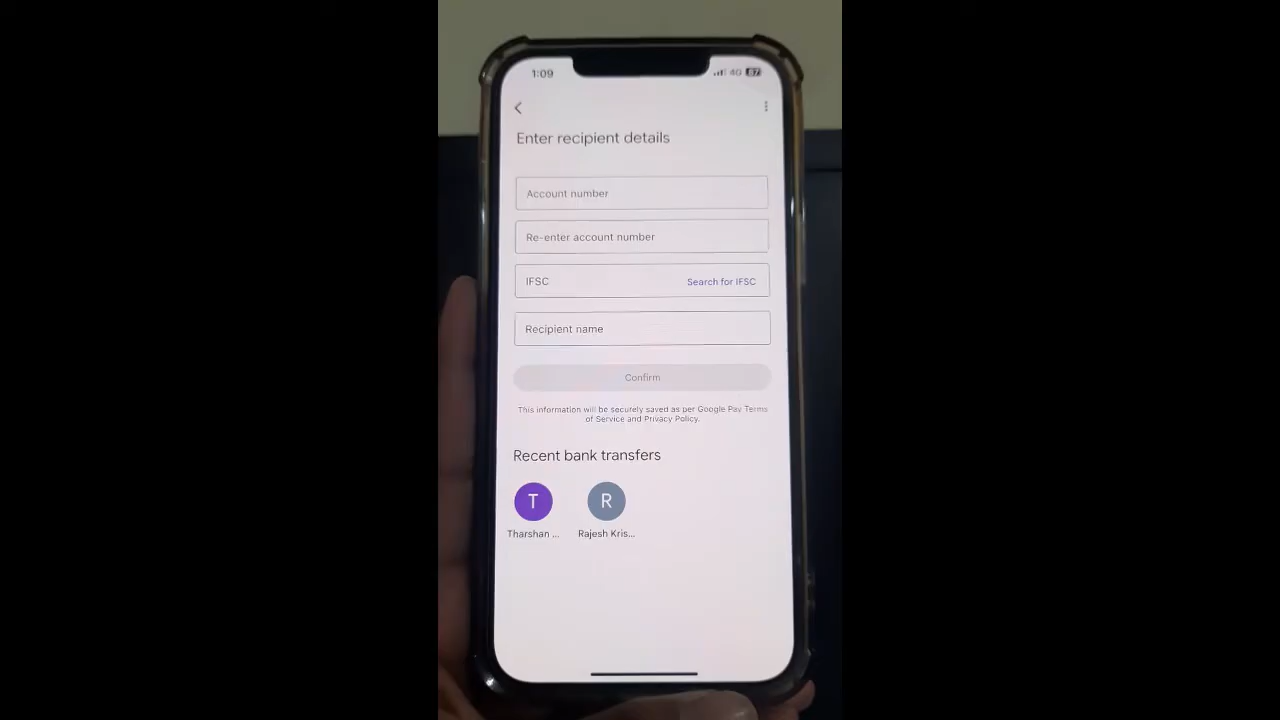 1:09
4G 67
Enter recipient details
Account number
Re-enter account number
IFSC
Search for IFSC
Recipient name
Confirm
This information will be securely saved as per Google Pay Terms
of Service and Privacy Policy.
Recent bank transfers
T
R
Tharshan ...
Rajesh Kris...